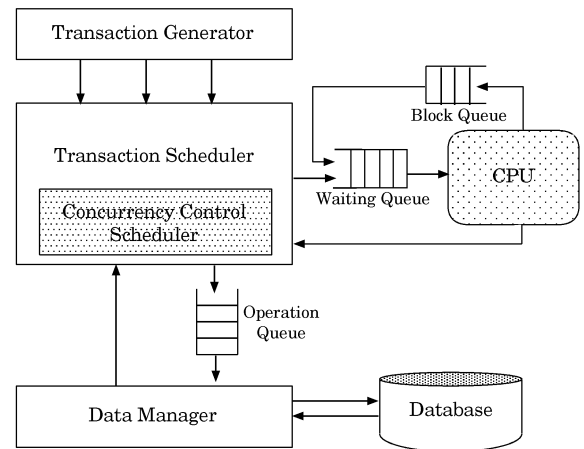 Transaction Generator
Block Queue
Transaction Scheduler
CPU
Waiting Queue
Concurrency Control
Scheduler
Operation
Queue
Data Manager
Database